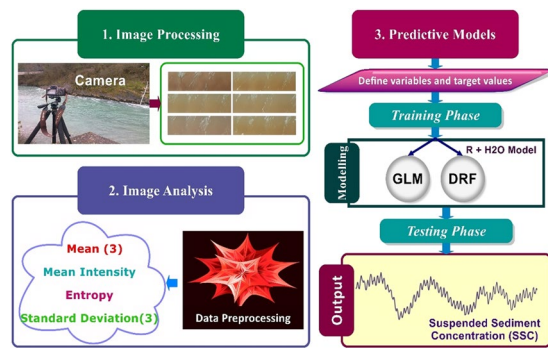 1. Image Processing
Camera
2. Image Analysis
Mean (3)
Mean Intensity
Entropy
Standard Deviation(3)
Data Preprocessing
3. Predictive Models
Define variables and target values
Training Phase
R + H2O Model
Modelling
GLM
DRF
Testing Phase
Output
Suspended Sediment
Concentration (SSC)